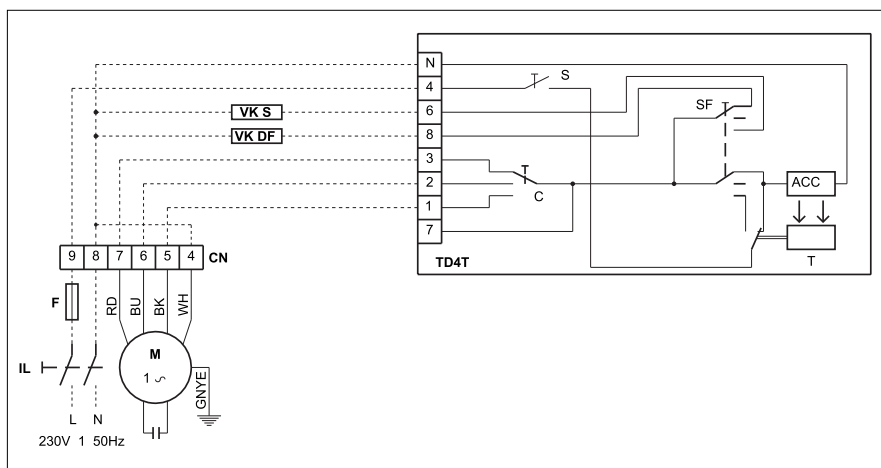 N
4
S
6
SF
VK S
8
VK DF
3
2
ACC
C
1
7
T
TD4T
9 8 7 6 5 4 CN
F
RD BU BK WH
M
1 ~
IL
GNYE
L N
230V 1 50Hz